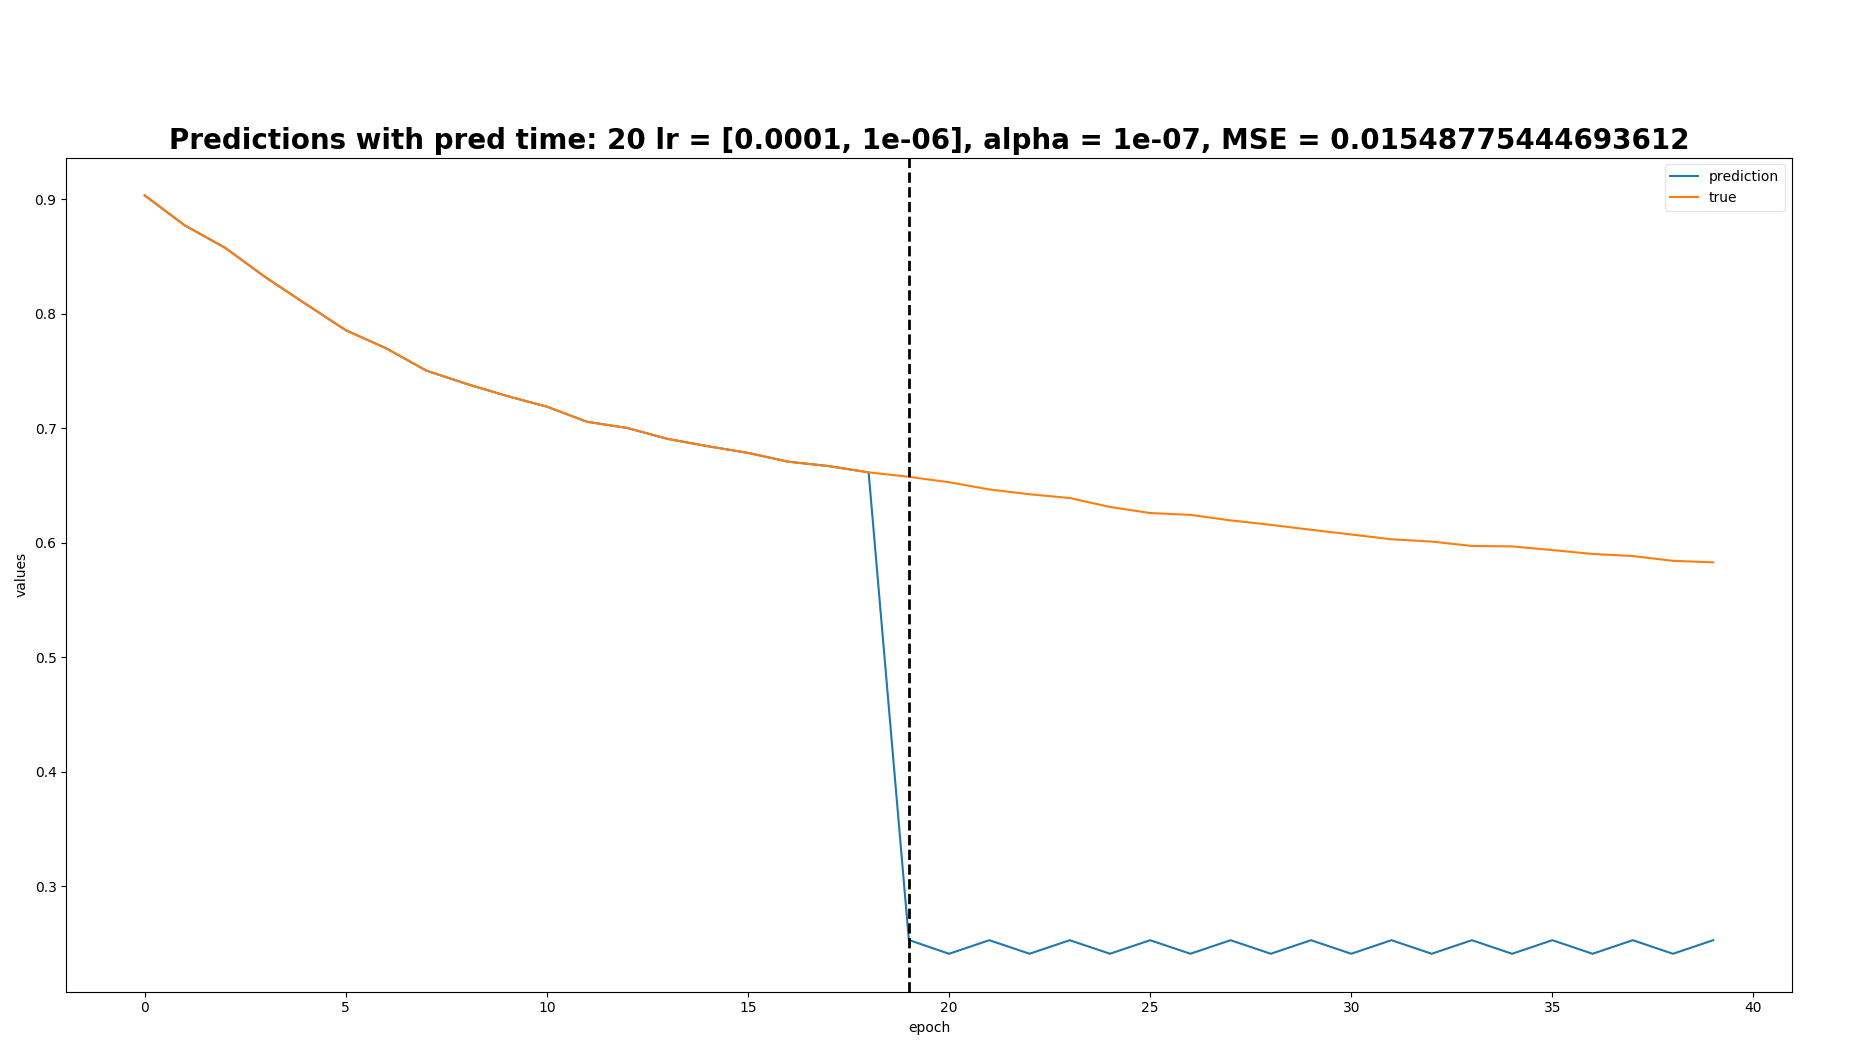 Predictions with pred time: 20 lr = [0.0001, 1e-06], alpha = 1e-07, MSE = 0.01548775444693612
prediction
true
0.9
0.8
0.7
0.6
0.5
0.4
0.3
values
0 5 10 15 20 25 30 35 40
epoch